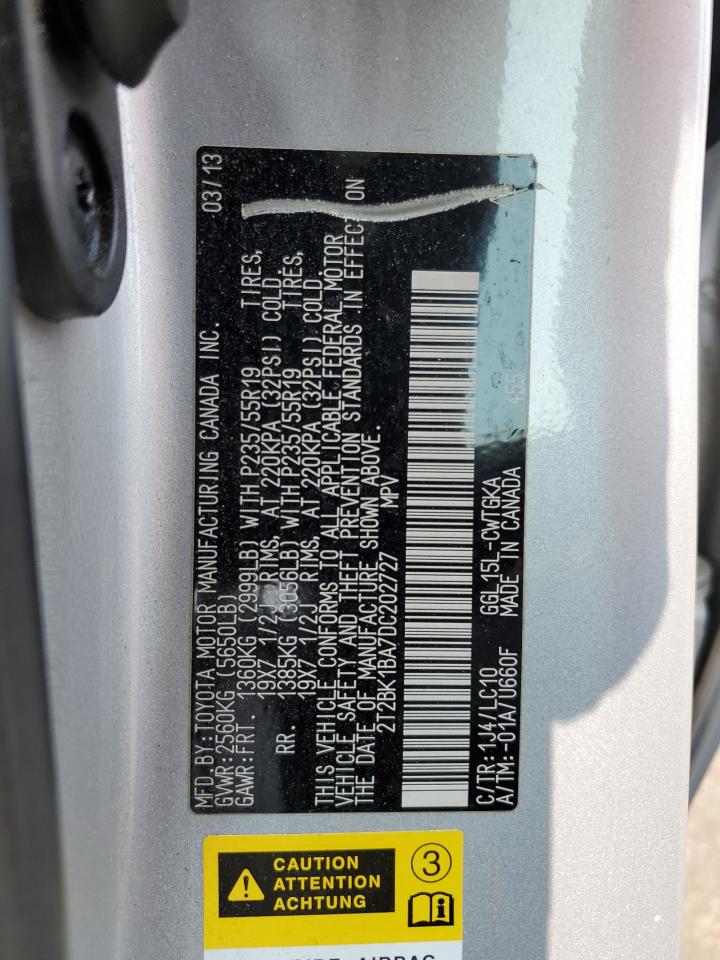 MFD.BY:TOYOTA MOTOR MANUFACTURING CANADA INC. 03/13
GVWR:2560KG (5650LB)
GAWR:FRT. 1360KG (2999LB) WITH P235/55R19 TIRES,
19X7 1/2J RIMS, AT 220KPA (32PSI) COLD
RR. 1385KG (3056LB) WITH P235/55R19 TIRES,
19X7 1/2J RIMS, AT 220KPA (32PSI) COLD
THIS VEHICLE CONFORMS TO ALL APPLICABLE FEDERAL MOTOR
VEHICLE SAFETY AND THEFT PREVENTION STANDARDS IN EFFECT ON
THE DATE OF MANUFACTURE SHOWN ABOVE.
2T2BK1BA7DC202727 MPV
C/TR:1J4/LC10 GGL15L-CWTGKA 455
A/TM:-01A/U660F MADE IN CANADA
CAUTION
ATTENTION
ACHTUNG
3
AIRBAG